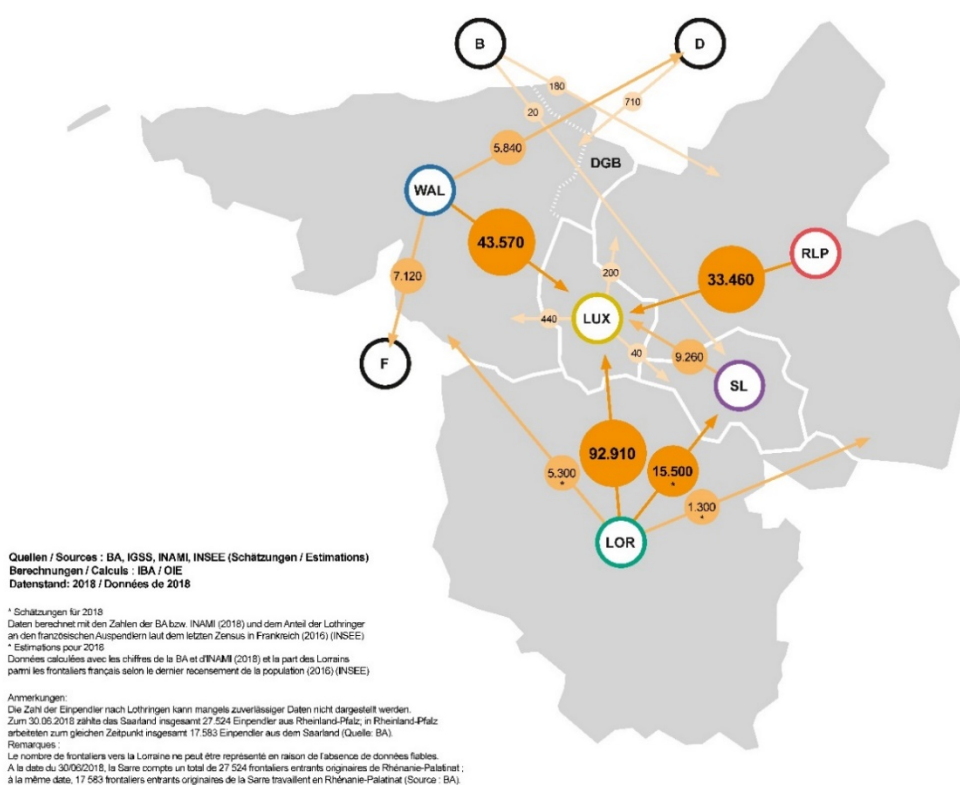 B
D
180
20
710
5.840
DGB
WAL
43.570
RLP
7.120
200
33.460
LUX
440
40
9.260
F
SL
92.910
15.500
*
5.300
*
1.300
*
LOR
Quellen / Sources : BA, IGSS, INAMI, INSEE (Schätzungen / Estimations)
Berechnungen / Calculs : IBA / OIE
Datenstand: 2018 / Données de 2018
* Schätzungen für 2018
Daten berechnet mit den Zahlen der BA bzw. INAMI (2018) und dem Anteil der Lothringer
an den französischen Auspendlern laut dem letzten Zensus in Frankreich (2016) (INSEE)
* Estimations pour 2018
Données calculées avec les chiffres de la BA et d'INAMI (2018) et la part des Lorrains
parmi les frontaliers français selon le dernier recensement de la population (2016) (INSEE)
Anmerkungen:
Die Zahl der Einpendler nach Lothringen kann mangels zuverlässiger Daten nicht dargestellt werden.
Zum 30.06.2018 zählte das Saarland insgesamt 27.524 Einpendler aus Rheinland-Pfalz; in Rheinland-Pfalz
arbeiteten zum gleichen Zeitpunkt insgesamt 17.583 Einpendler aus dem Saarland (Quelle: BA).
Remarques :
Le nombre de frontaliers vers la Lorraine ne peut être représenté en raison de l'absence de données fiables.
A la date du 30/06/2018, la Sarre compte un total de 27 524 frontaliers entrants originaires de Rhénanie-Palatinat ;
à la même date, 17 583 frontaliers entrants originaires de la Sarre travaillent en Rhénanie-Palatinat (Source : BA).